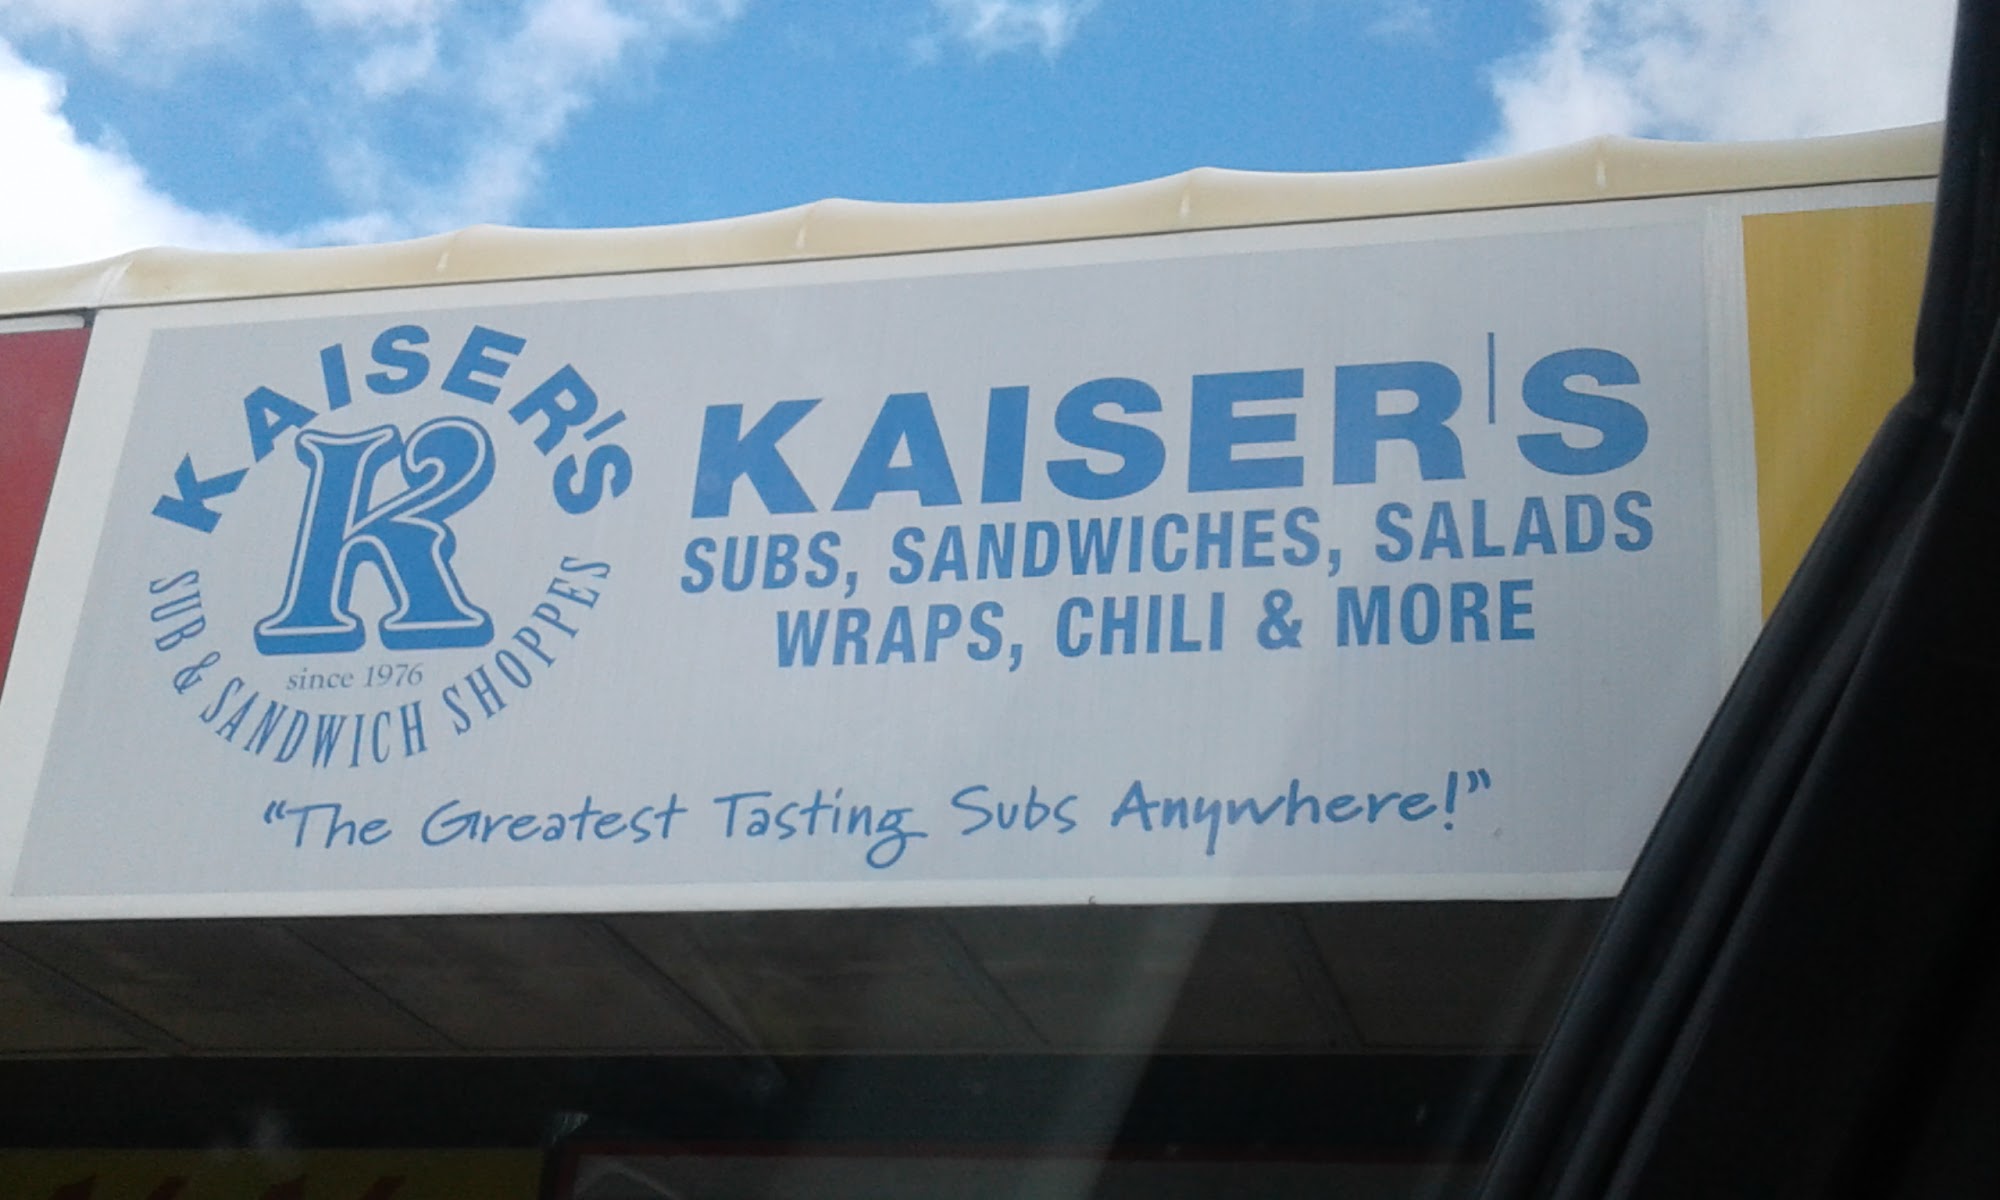 KAISER'S
K
since 1976
SUB & SANDWICH SHOPPES
KAISER'S
SUBS, SANDWICHES, SALADS
WRAPS, CHILI & MORE
“The Greatest Tasting Subs Anywhere!”